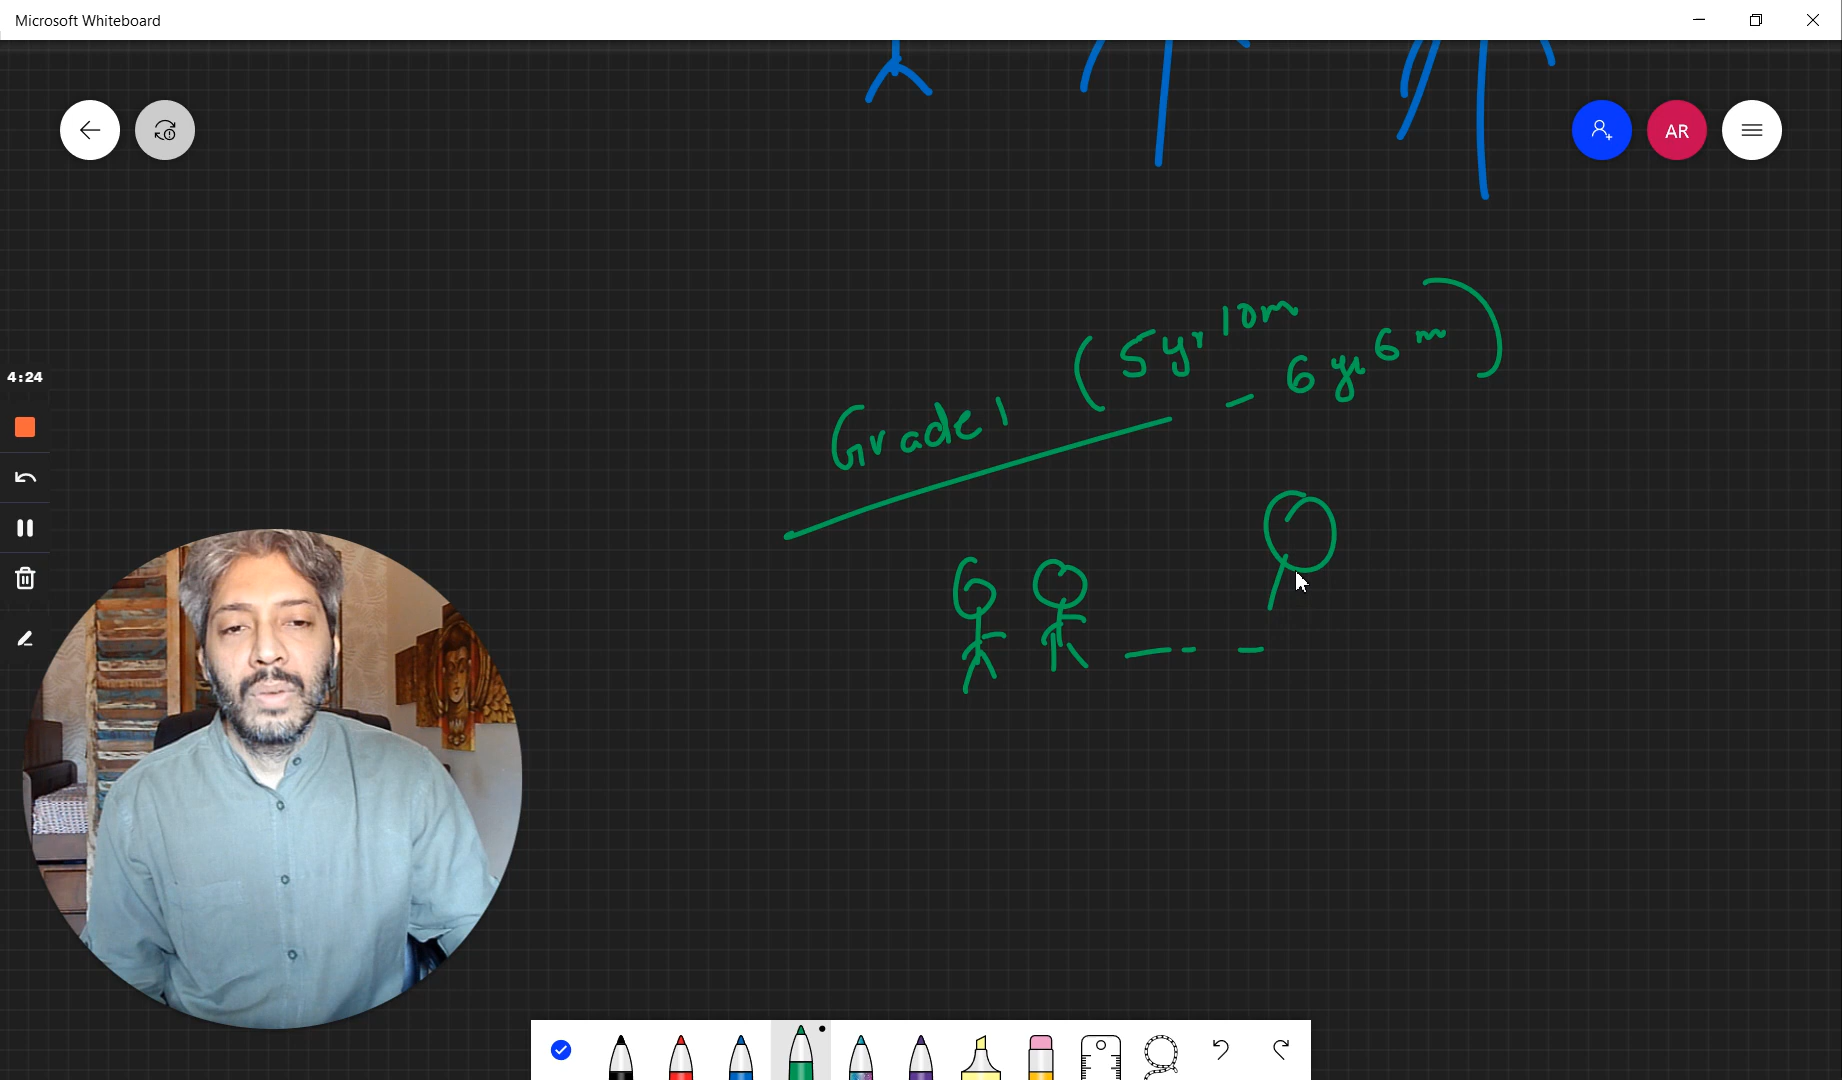 Microsoft Whiteboard
AR
4:24
Grade 1 (5 yr 10 m
- 6 yr 6 m)